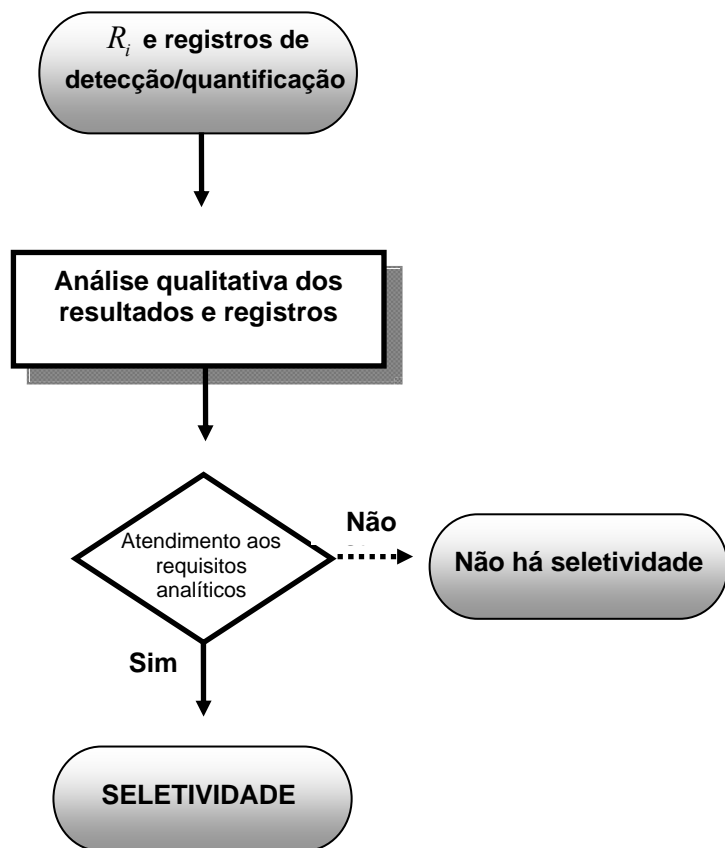 R_i e registros de
detecção/quantificação
Análise qualitativa dos
resultados e registros
Atendimento aos
requisitos
analíticos
Não
Não há seletividade
Sim
SELETIVIDADE